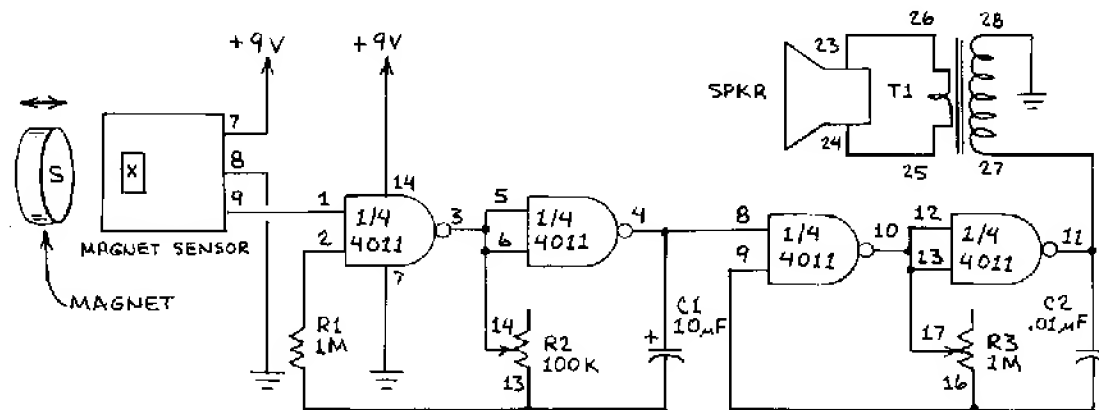 +9V
+9V
7
8
9
S
X
MAGNET SENSOR
MAGNET
14
1
2
1/4
4011
3
7
5
6
1/4
4011
4
R1
1M
14
R2
100K
13
C1
10µF
+
8
9
1/4
4011
10
12
13
1/4
4011
11
17
R3
1M
16
C2
.01µF
SPKR
23
24
26
25
T1
28
27